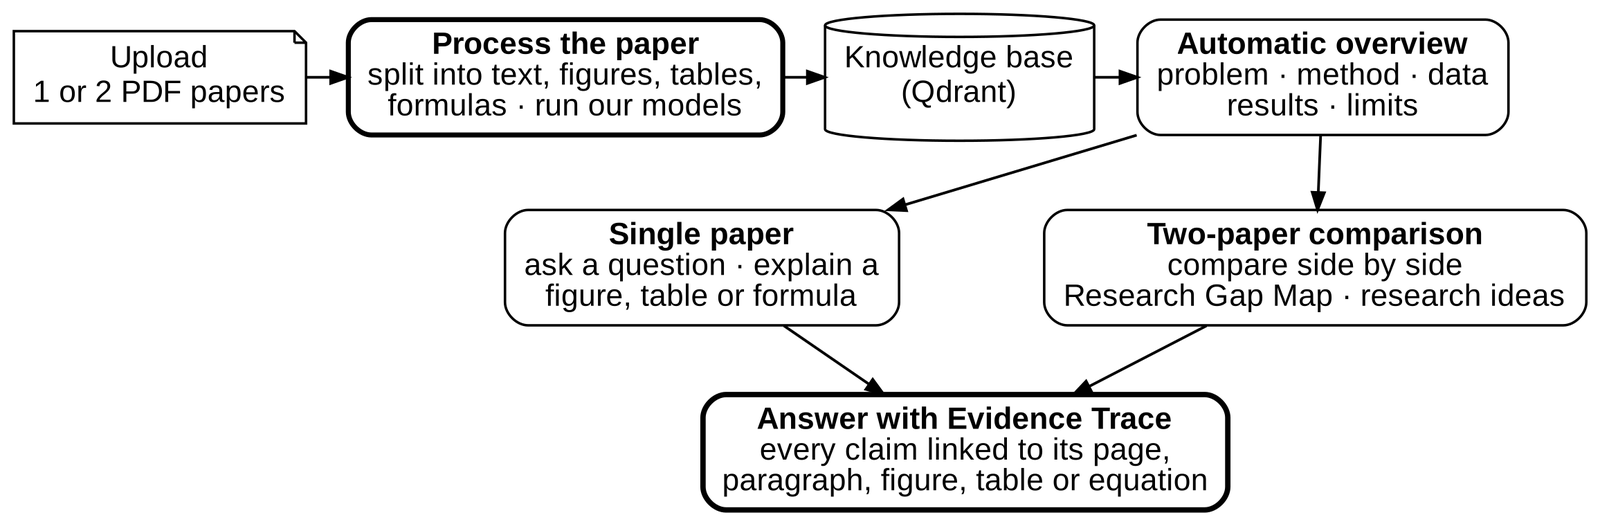 Upload
1 or 2 PDF papers
Process the paper
split into text, figures, tables,
formulas · run our models
Knowledge base
(Qdrant)
Automatic overview
problem · method · data
results · limits
Single paper
ask a question · explain a
figure, table or formula
Two-paper comparison
compare side by side
Research Gap Map · research ideas
Answer with Evidence Trace
every claim linked to its page,
paragraph, figure, table or equation